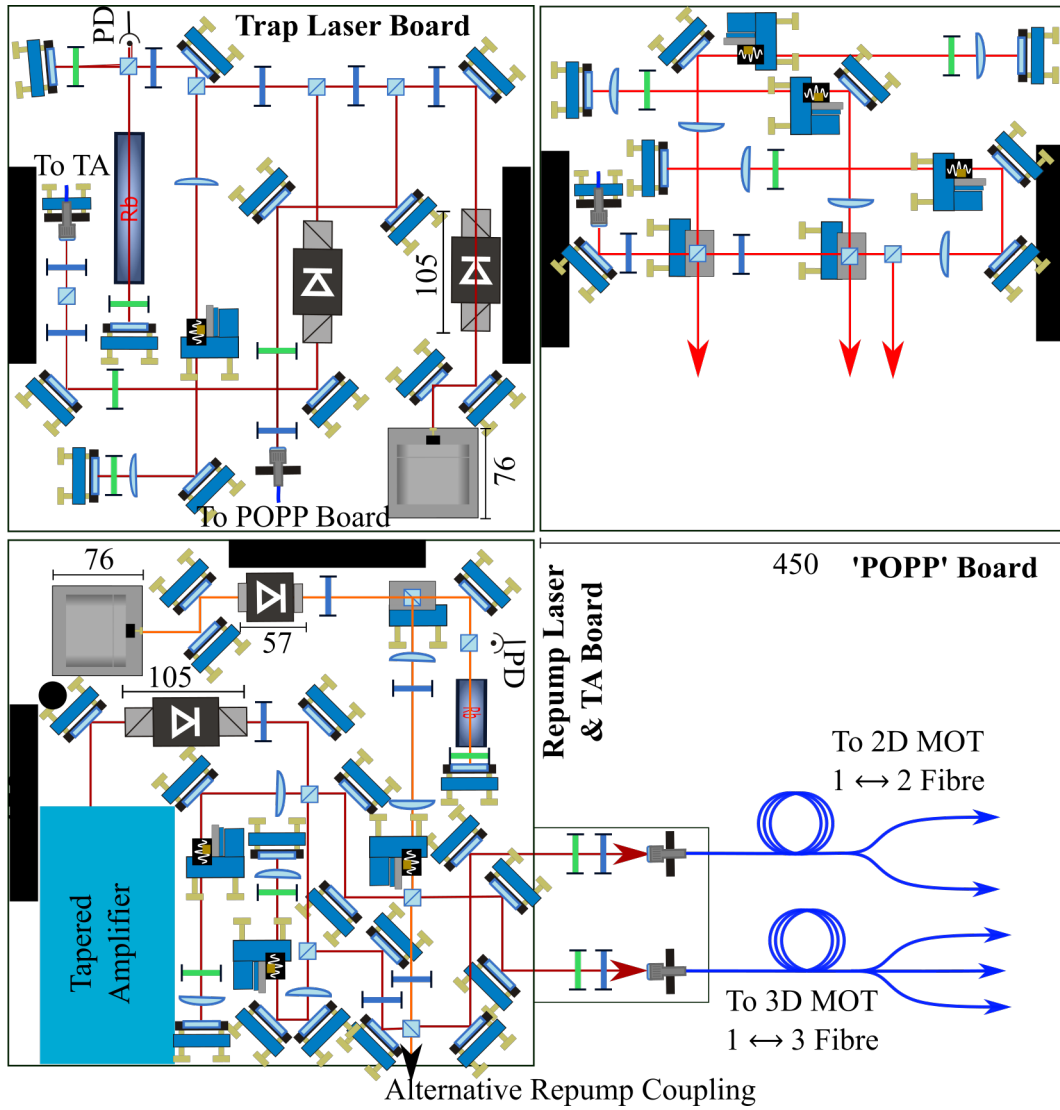 PD
Trap Laser Board
To TA
Rb
105
76
To POPP Board
450
'POPP' Board
76
57
105
PD
Rb
Repump Laser
& TA Board
Tapered
Amplifier
To 2D MOT
1 ↔ 2 Fibre
To 3D MOT
1 ↔ 3 Fibre
Alternative Repump Coupling